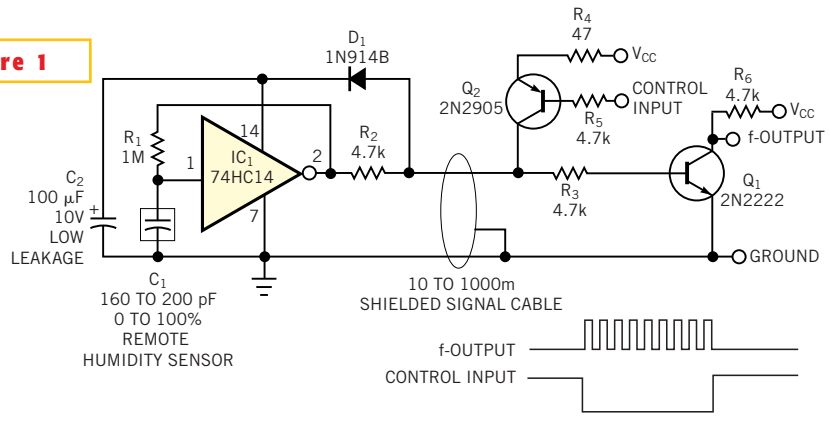 re 1
D1
1N914B
R4
47
VCC
Q2
2N2905
CONTROL
INPUT
R5
4.7k
R6
4.7k
VCC
f-OUTPUT
R1
1M
14
IC1
74HC14
1
2
7
R2
4.7k
R3
4.7k
Q1
2N2222
C2
100 μF
10V
LOW
LEAKAGE
+
GROUND
C1
160 TO 200 pF
0 TO 100%
REMOTE
HUMIDITY SENSOR
10 TO 1000m
SHIELDED SIGNAL CABLE
f-OUTPUT
CONTROL INPUT